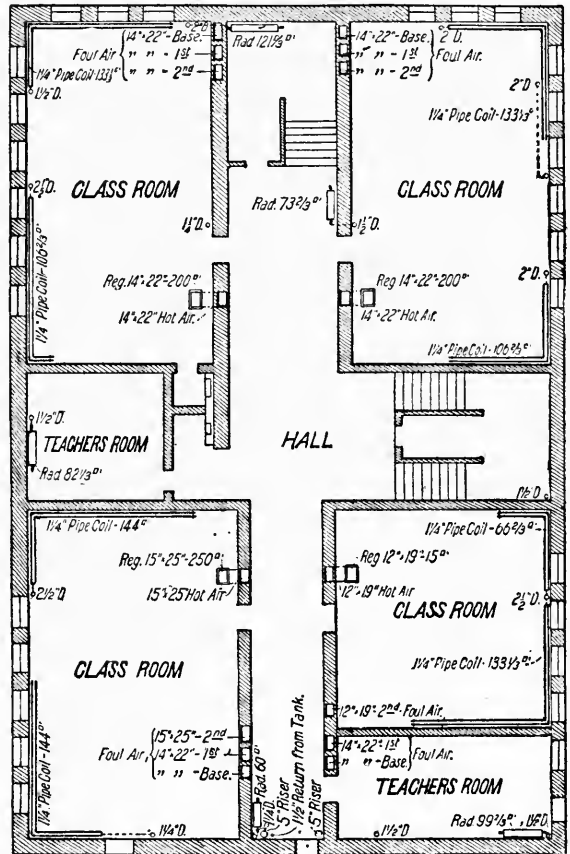 14"×22"-Base.
Foul Air " " - 1st
" " - 2nd
1¼" Pipe Coil-133⅓°'
1½"D.
Rad 121⅓°'
14"×22"-Base.
" " - 1st Foul Air.
" " - 2nd
2"D.
2"D
1¼" Pipe Coil-133⅓°'
CLASS ROOM
2½"D.
1¼" Pipe Coil-106⅔°'
1¼"D.
Reg. 14"×22"-200°'
14"×22" Hot Air.
Rad. 73⅔°'
1½"D.
CLASS ROOM
2"D.
Reg. 14"×22"-200°'
14"×22" Hot Air.
1¼" Pipe Coil-106⅔°'
1½"D.
TEACHERS ROOM
Rad 82⅓°'
HALL
1½"D
1¼" Pipe Coil-144°'
Reg. 15"×25"-250°'
15"×25" Hot Air
2½"D.
CLASS ROOM
15"×25"-2nd
Foul Air, 14"×22"-1st
" " -Base.
1¼" Pipe Coil-144°'
1¼"D.
1¼" Pipe Coil-66⅔°'
Reg 12"×19"-15°'
12"×19" Hot Air
2½"D.
CLASS ROOM
1¼" Pipe Coil-133⅓°'
12"×19"-2nd Foul Air.
14"×22"-1st
" " -Base Foul Air.
TEACHERS ROOM
Rad 99⅔°'
1½"D
Rad. 60°'
1¼"D.
5" Riser
1½" Return from Tank.
5" Riser